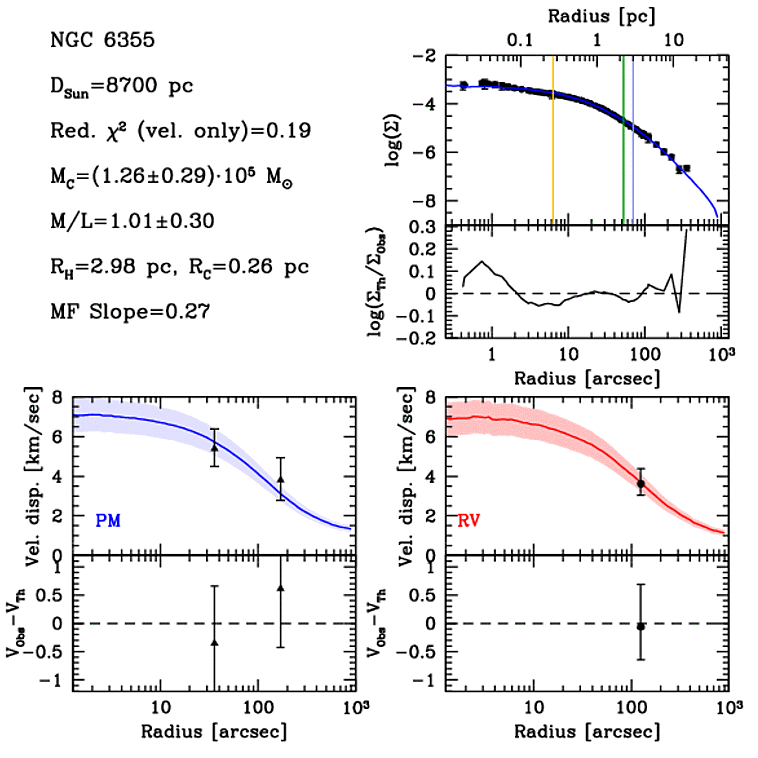 NGC 6355
D_Sun=8700 pc
Red. χ² (vel. only)=0.19
M_C=(1.26±0.29)·10⁵ M_⊙
M/L=1.01±0.30
R_H=2.98 pc, R_C=0.26 pc
MF Slope=0.27
Radius [pc]
0.1 1 10
−2
−4
−6
−8
log(Σ)
0.3
0.2
0.1
0
−0.1
−0.2
log(Σ_Th/Σ_Obs)
1 10 100 10³
Radius [arcsec]
8
6
4
2
0
Vel. disp. [km/sec]
PM
1
0.5
0
−0.5
−1
V_Obs−V_Th
10 100 10³
Radius [arcsec]
8
6
4
2
0
Vel. disp. [km/sec]
RV
1
0.5
0
−0.5
−1
V_Obs−V_Th
10 100 10³
Radius [arcsec]